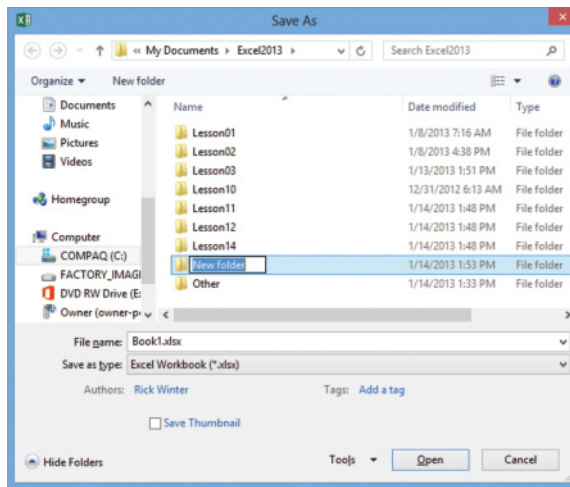 Save As
« My Documents ▸ Excel2013 ▸ Search Excel2013
Organize ▾ New folder
Name Date modified Type
Documents
Music
Pictures
Videos
Homegroup
Computer
COMPAQ (C:)
FACTORY_IMAGI
DVD RW Drive (E:
Owner (owner-p
Lesson01 1/8/2013 7:16 AM File folder
Lesson02 1/8/2013 4:38 PM File folder
Lesson03 1/13/2013 1:51 PM File folder
Lesson10 12/31/2012 6:13 AM File folder
Lesson11 1/14/2013 1:48 PM File folder
Lesson12 1/14/2013 1:48 PM File folder
Lesson14 1/14/2013 1:48 PM File folder
New folder 1/14/2013 1:53 PM File folder
Other 1/14/2013 1:33 PM File folder
File name: Book1.xlsx
Save as type: Excel Workbook (*.xlsx)
Authors: Rick Winter Tags: Add a tag
Save Thumbnail
Hide Folders Tools ▾ Open Cancel